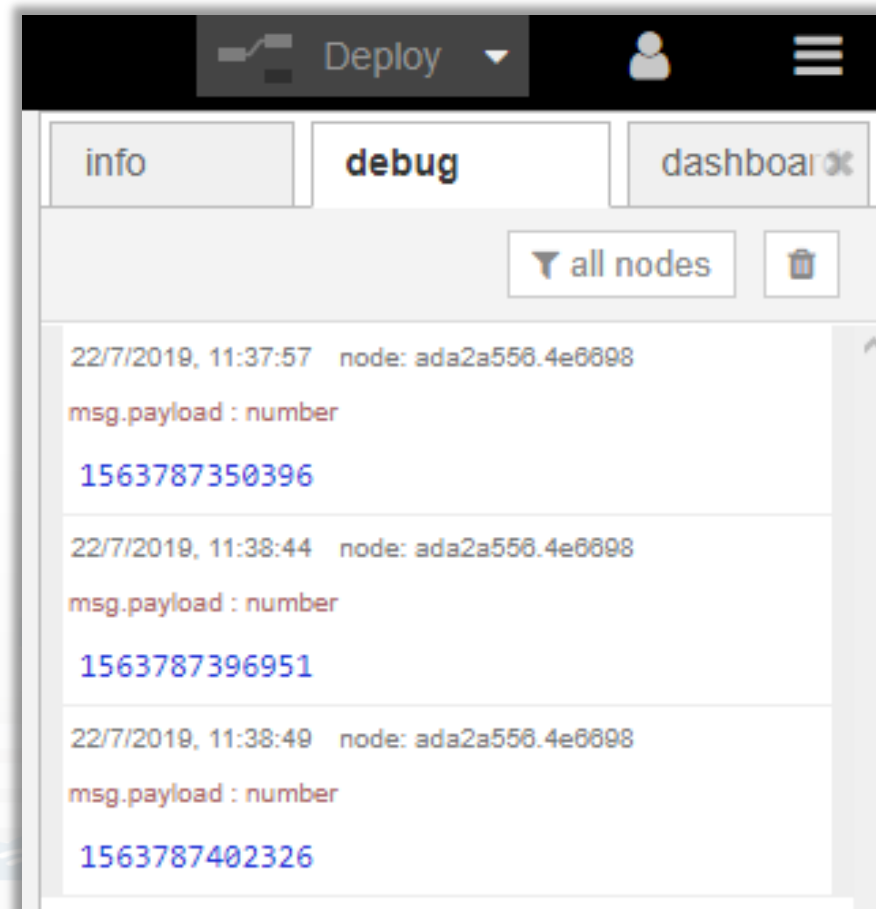 Deploy
info debug dashboar
all nodes
22/7/2019, 11:37:57 node: ada2a556.4e6698
msg.payload : number
1563787350396
22/7/2019, 11:38:44 node: ada2a556.4e6698
msg.payload : number
1563787396951
22/7/2019, 11:38:49 node: ada2a556.4e6698
msg.payload : number
1563787402326